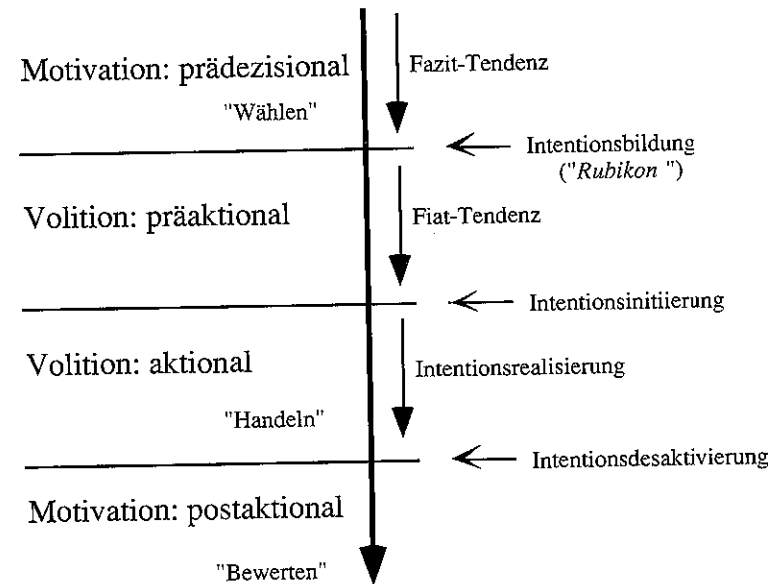 Motivation: prädezisional
Fazit-Tendenz
"Wählen"
Intentionsbildung
("Rubikon ")
Volition: präaktional
Fiat-Tendenz
Intentionsinitiierung
Volition: aktional
Intentionsrealisierung
"Handeln"
Intentionsdesaktivierung
Motivation: postaktional
"Bewerten"